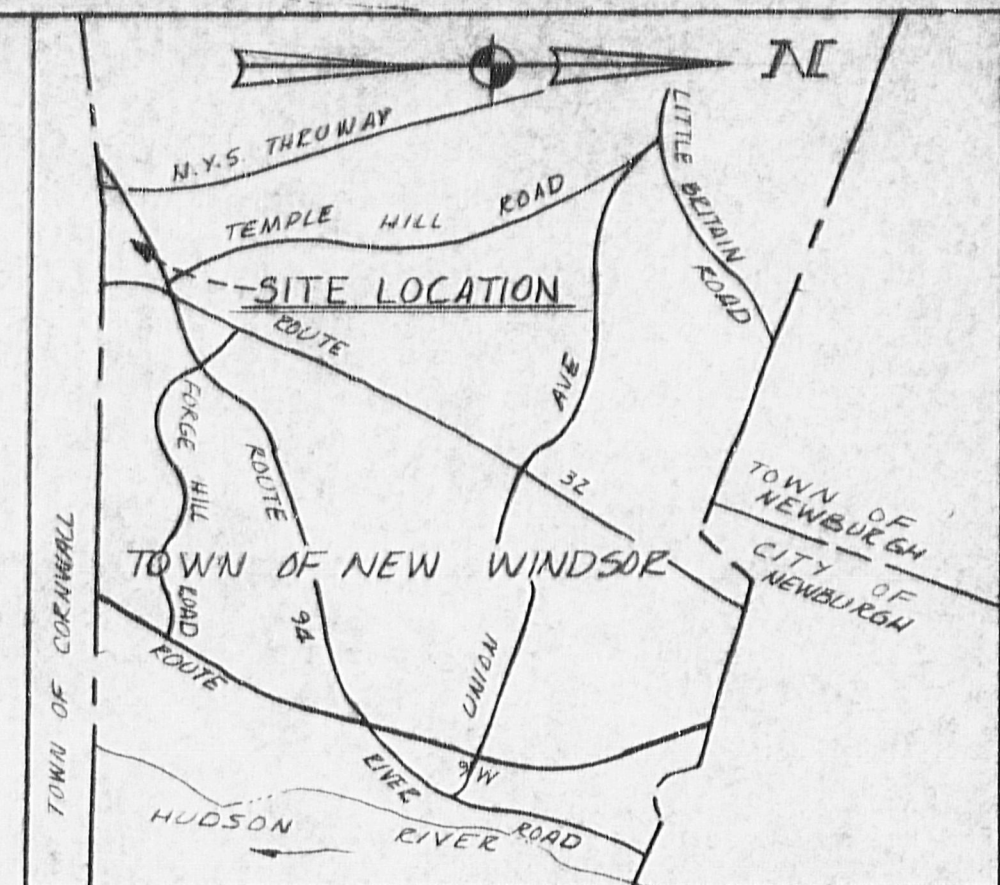 N
N.Y.S. THRUWAY
LITTLE BRITAIN ROAD
TEMPLE HILL ROAD
SITE LOCATION
ROUTE 32
AVE
FORGE HILL ROAD
ROUTE 94
TOWN OF NEWBURGH
CITY OF NEWBURGH
TOWN OF NEW WINDSOR
TOWN OF CORNWALL
ROUTE 9W
UNION
RIVER ROAD
HUDSON RIVER